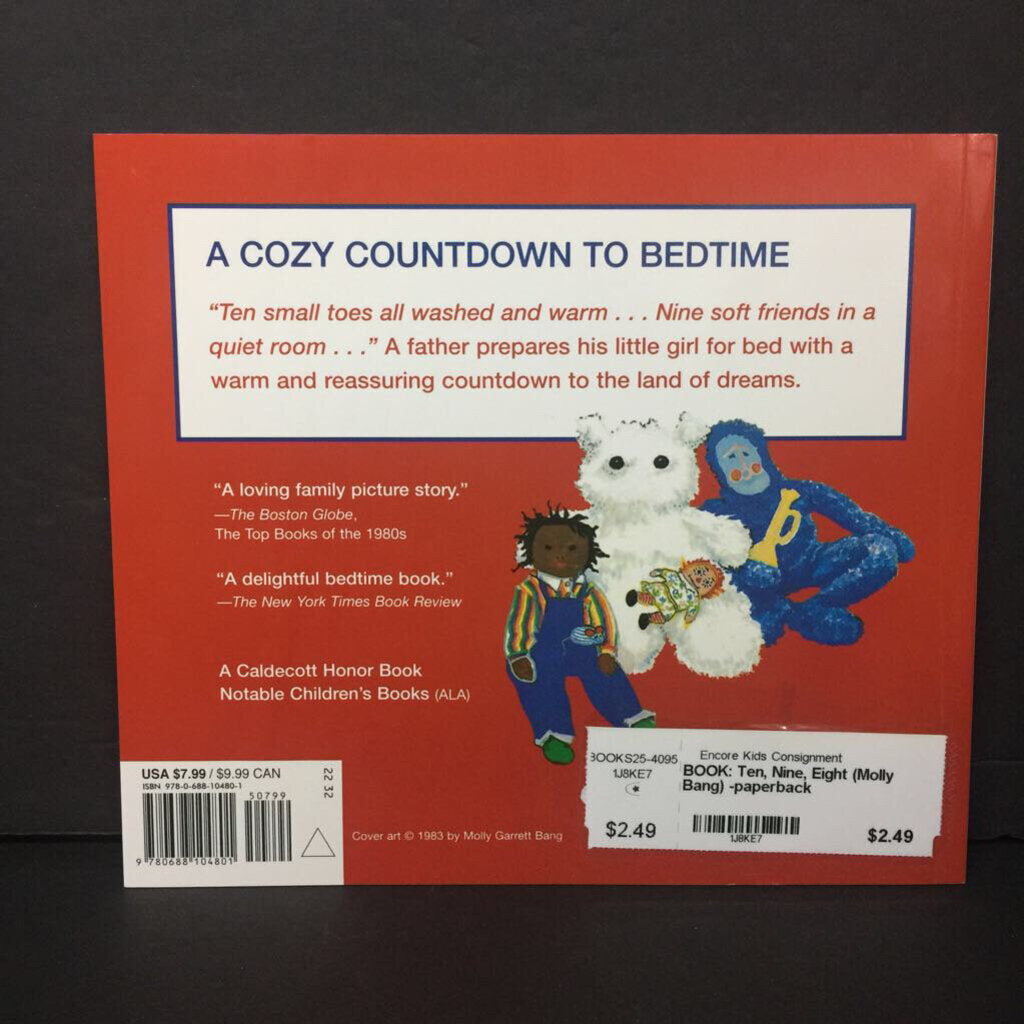 A COZY COUNTDOWN TO BEDTIME
“Ten small toes all washed and warm . . . Nine soft friends in a
quiet room . . .” A father prepares his little girl for bed with a
warm and reassuring countdown to the land of dreams.
“A loving family picture story.”
—The Boston Globe,
The Top Books of the 1980s
“A delightful bedtime book.”
—The New York Times Book Review
A Caldecott Honor Book
Notable Children’s Books (ALA)
USA $7.99 / $9.99 CAN
ISBN 978-0-688-10480-1
50799
22 32
9 780688 104801
Cover art © 1983 by Molly Garrett Bang
BOOKS25-4095
1J8KE7
$2.49
Encore Kids Consignment
BOOK: Ten, Nine, Eight (Molly
Bang) -paperback
1J8KE7
$2.49